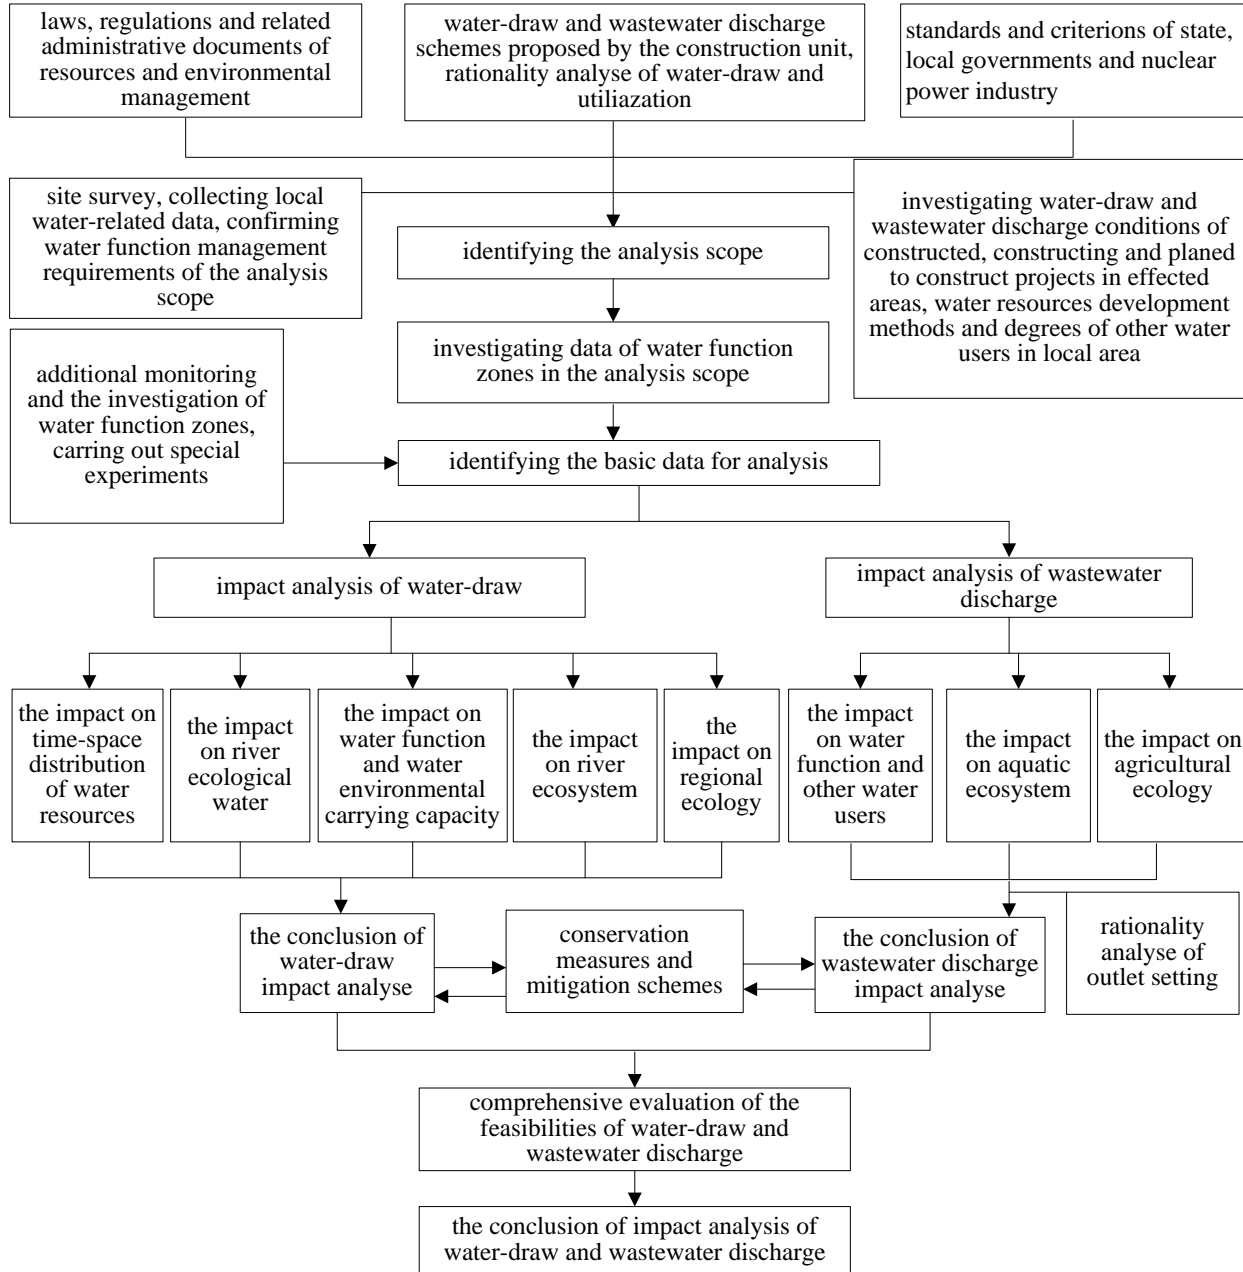 laws, regulations and related
administrative documents of
resources and environmental
management
water-draw and wastewater discharge
schemes proposed by the construction unit,
rationality analyse of water-draw and
utiliazation
standards and criterions of state,
local governments and nuclear
power industry
site survey, collecting local
water-related data, confirming
water function management
requirements of the analysis
scope
identifying the analysis scope
investigating water-draw and
wastewater discharge conditions of
constructed, constructing and planed
to construct projects in effected
areas, water resources development
methods and degrees of other water
users in local area
investigating data of water function
zones in the analysis scope
additional monitoring
and the investigation of
water function zones,
carring out special
experiments
identifying the basic data for analysis
impact analysis of water-draw
impact analysis of wastewater
discharge
the impact on
time-space
distribution
of water
resources
the impact
on river
ecological
water
the impact on
water function
and water
environmental
carrying capacity
the impact
on river
ecosystem
the
impact on
regional
ecology
the impact
on water
function and
other water
users
the impact
on aquatic
ecosystem
the impact on
agricultural
ecology
the conclusion of
water-draw
impact analyse
conservation
measures and
mitigation schemes
the conclusion of
wastewater discharge
impact analyse
rationality
analyse of
outlet setting
comprehensive evaluation of the
feasibilities of water-draw and
wastewater discharge
the conclusion of impact analysis of
water-draw and wastewater discharge